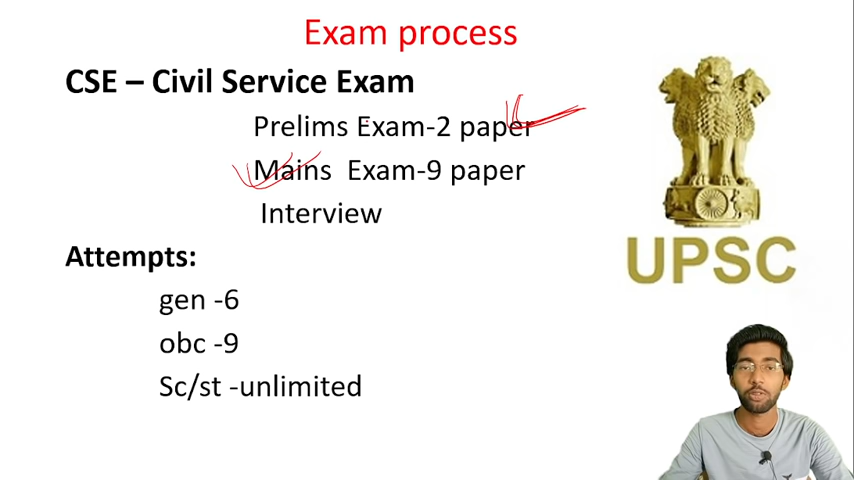 Exam process
CSE – Civil Service Exam
Prelims Exam-2 paper
Mains Exam-9 paper
Interview
UPSC
Attempts:
gen -6
obc -9
Sc/st -unlimited